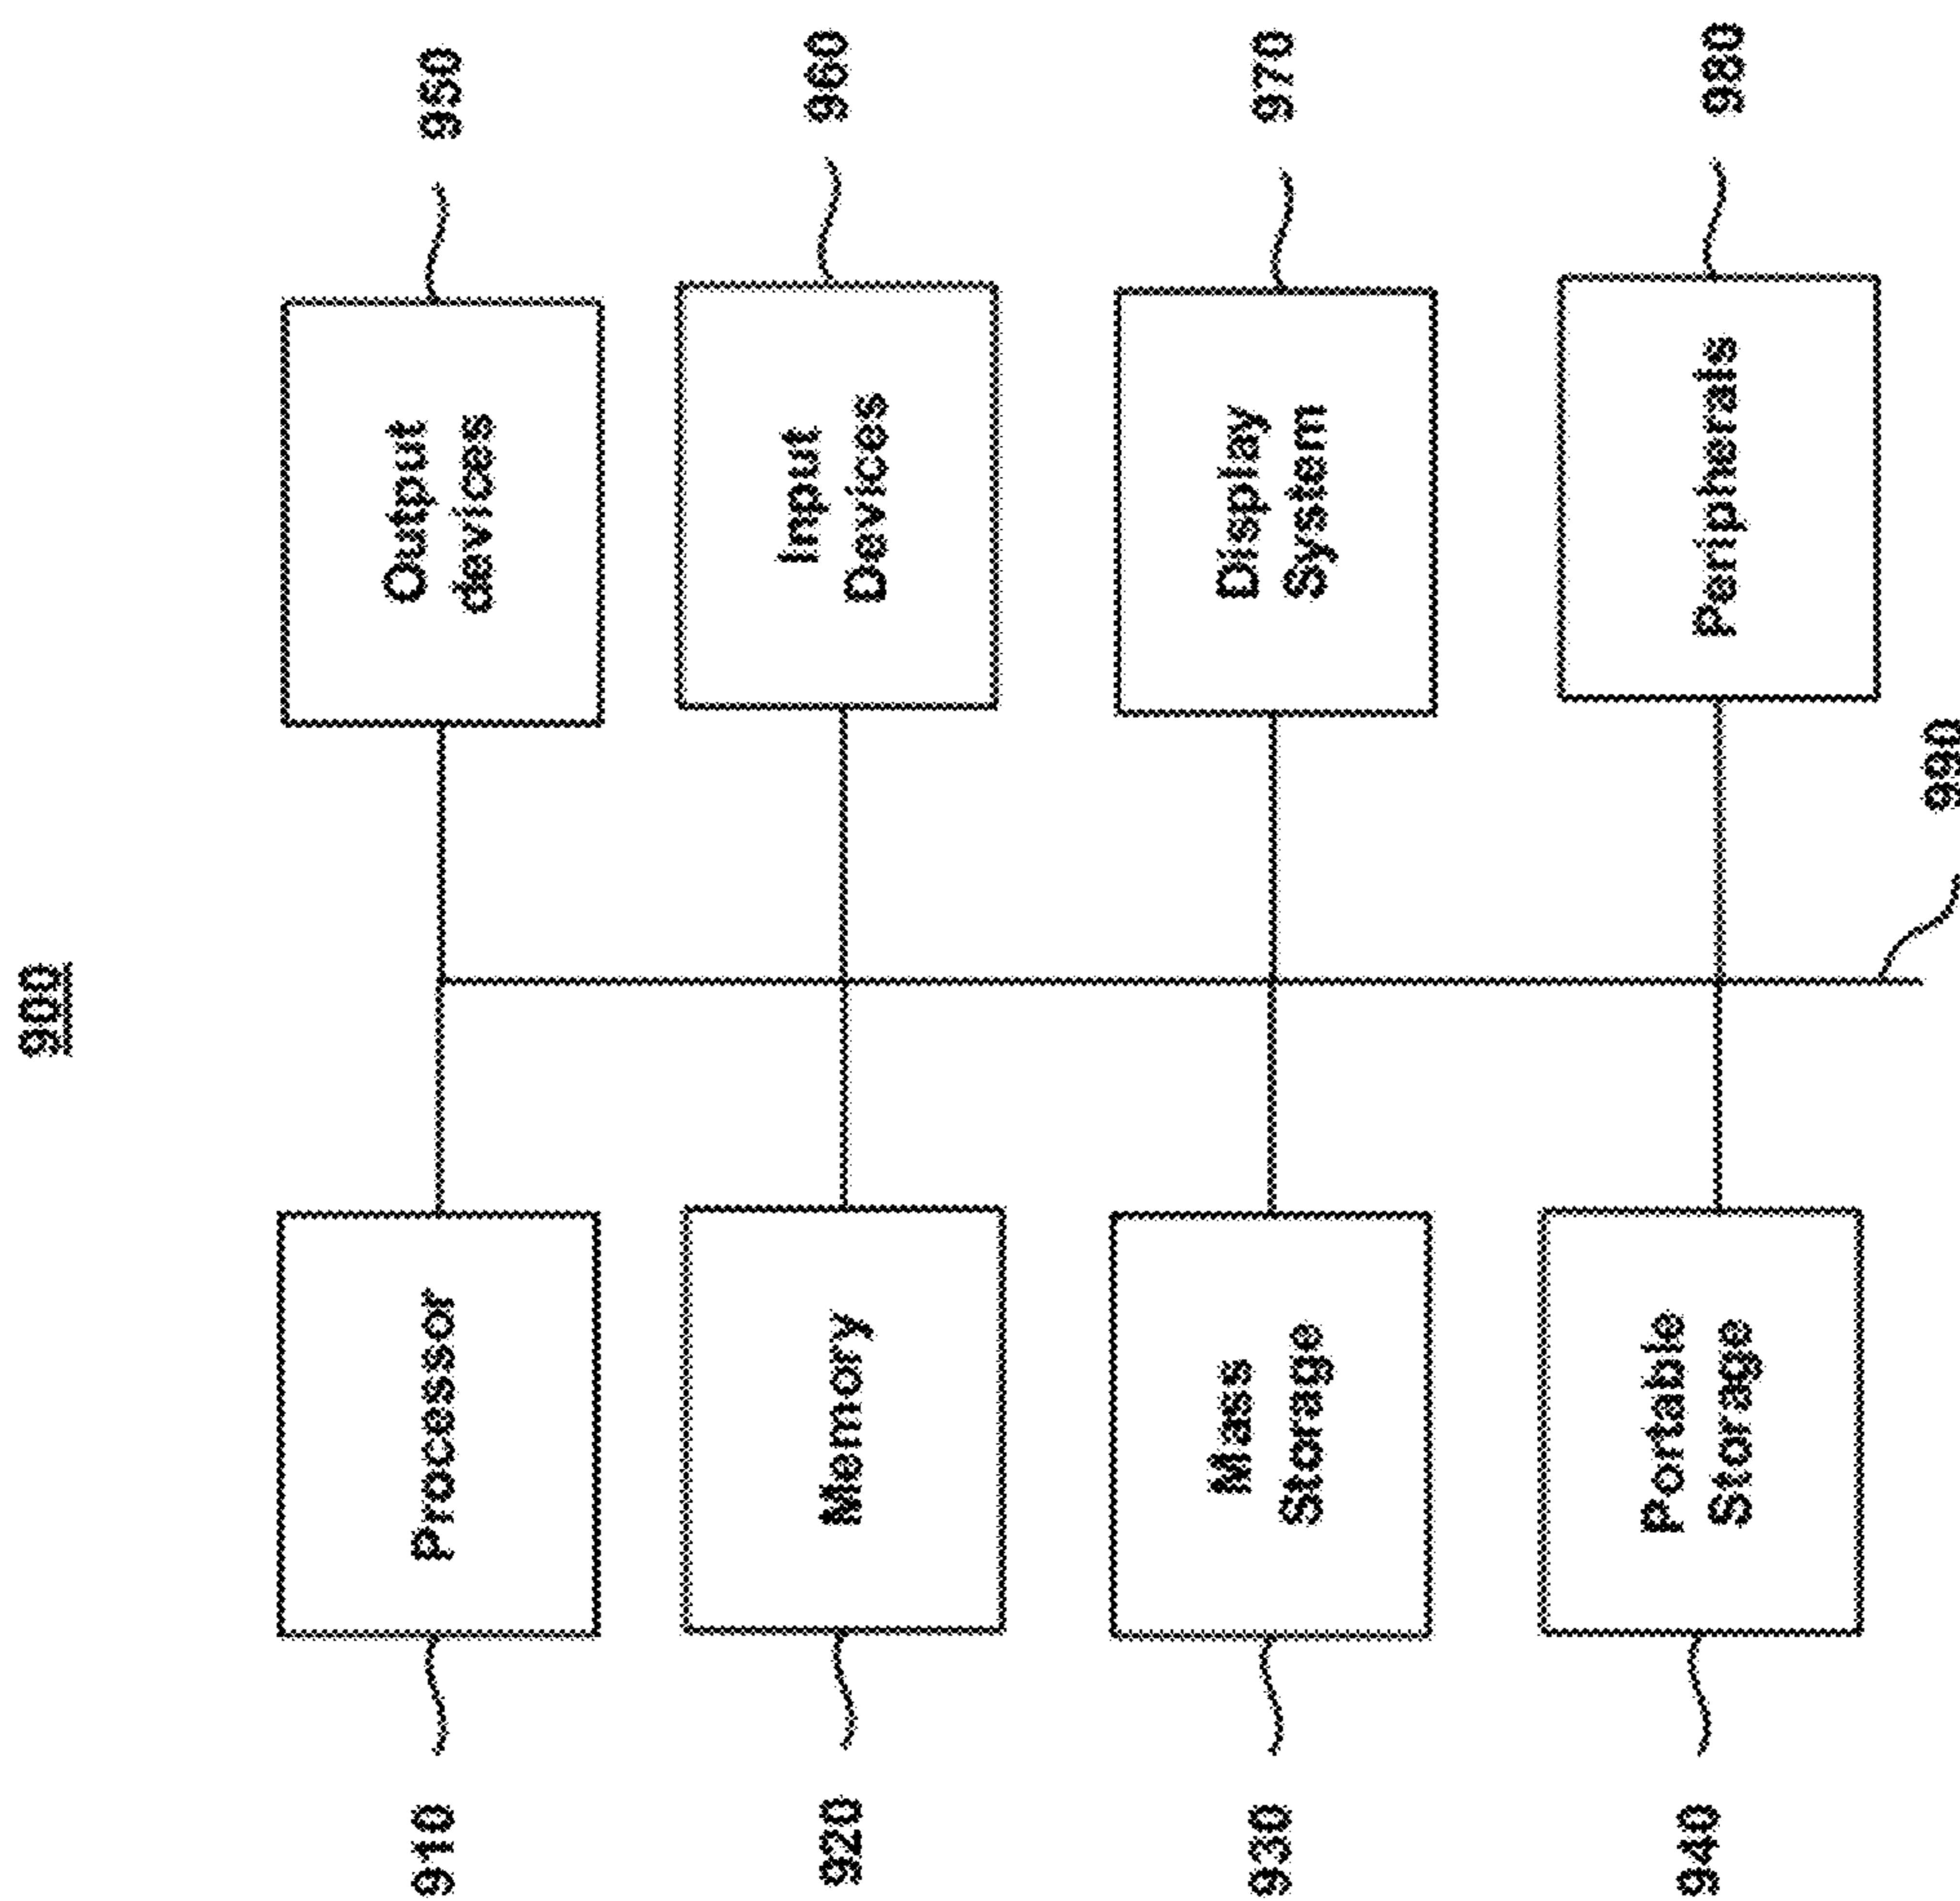 900
910
Processor
Output
devices
950
920
Memory
Input
Devices
960
930
Mass
Storage
Display
System
970
940
Portable
Storage
Peripherals
980
990